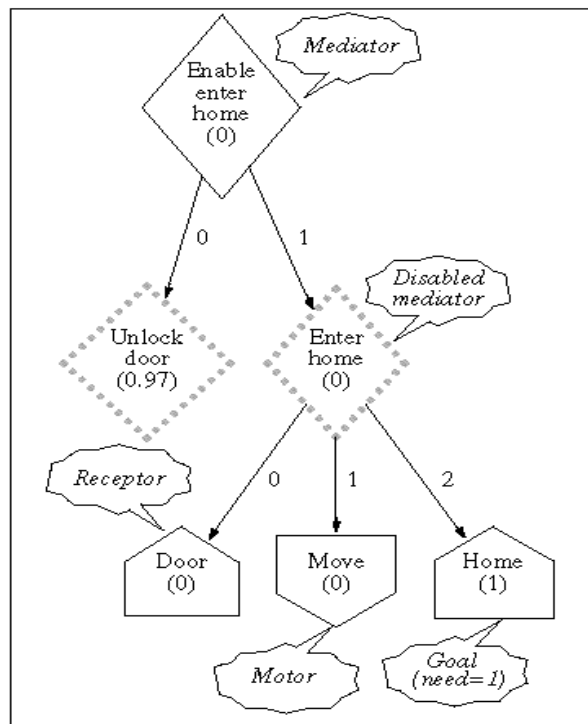 Mediator
Enable
enter
home
(0)
0
1
Disabled
mediator
Unlock
door
(0.97)
Enter
home
(0)
Receptor
0
1
2
Door
(0)
Move
(0)
Home
(1)
Motor
Goal
(need=1)